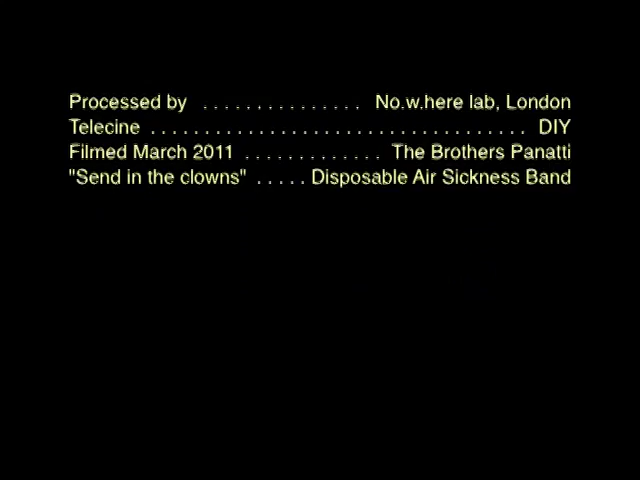 Processed by ............... No.w.here lab, London
Telecine ................................... DIY
Filmed March 2011 ............. The Brothers Panatti
"Send in the clowns" ..... Disposable Air Sickness Band